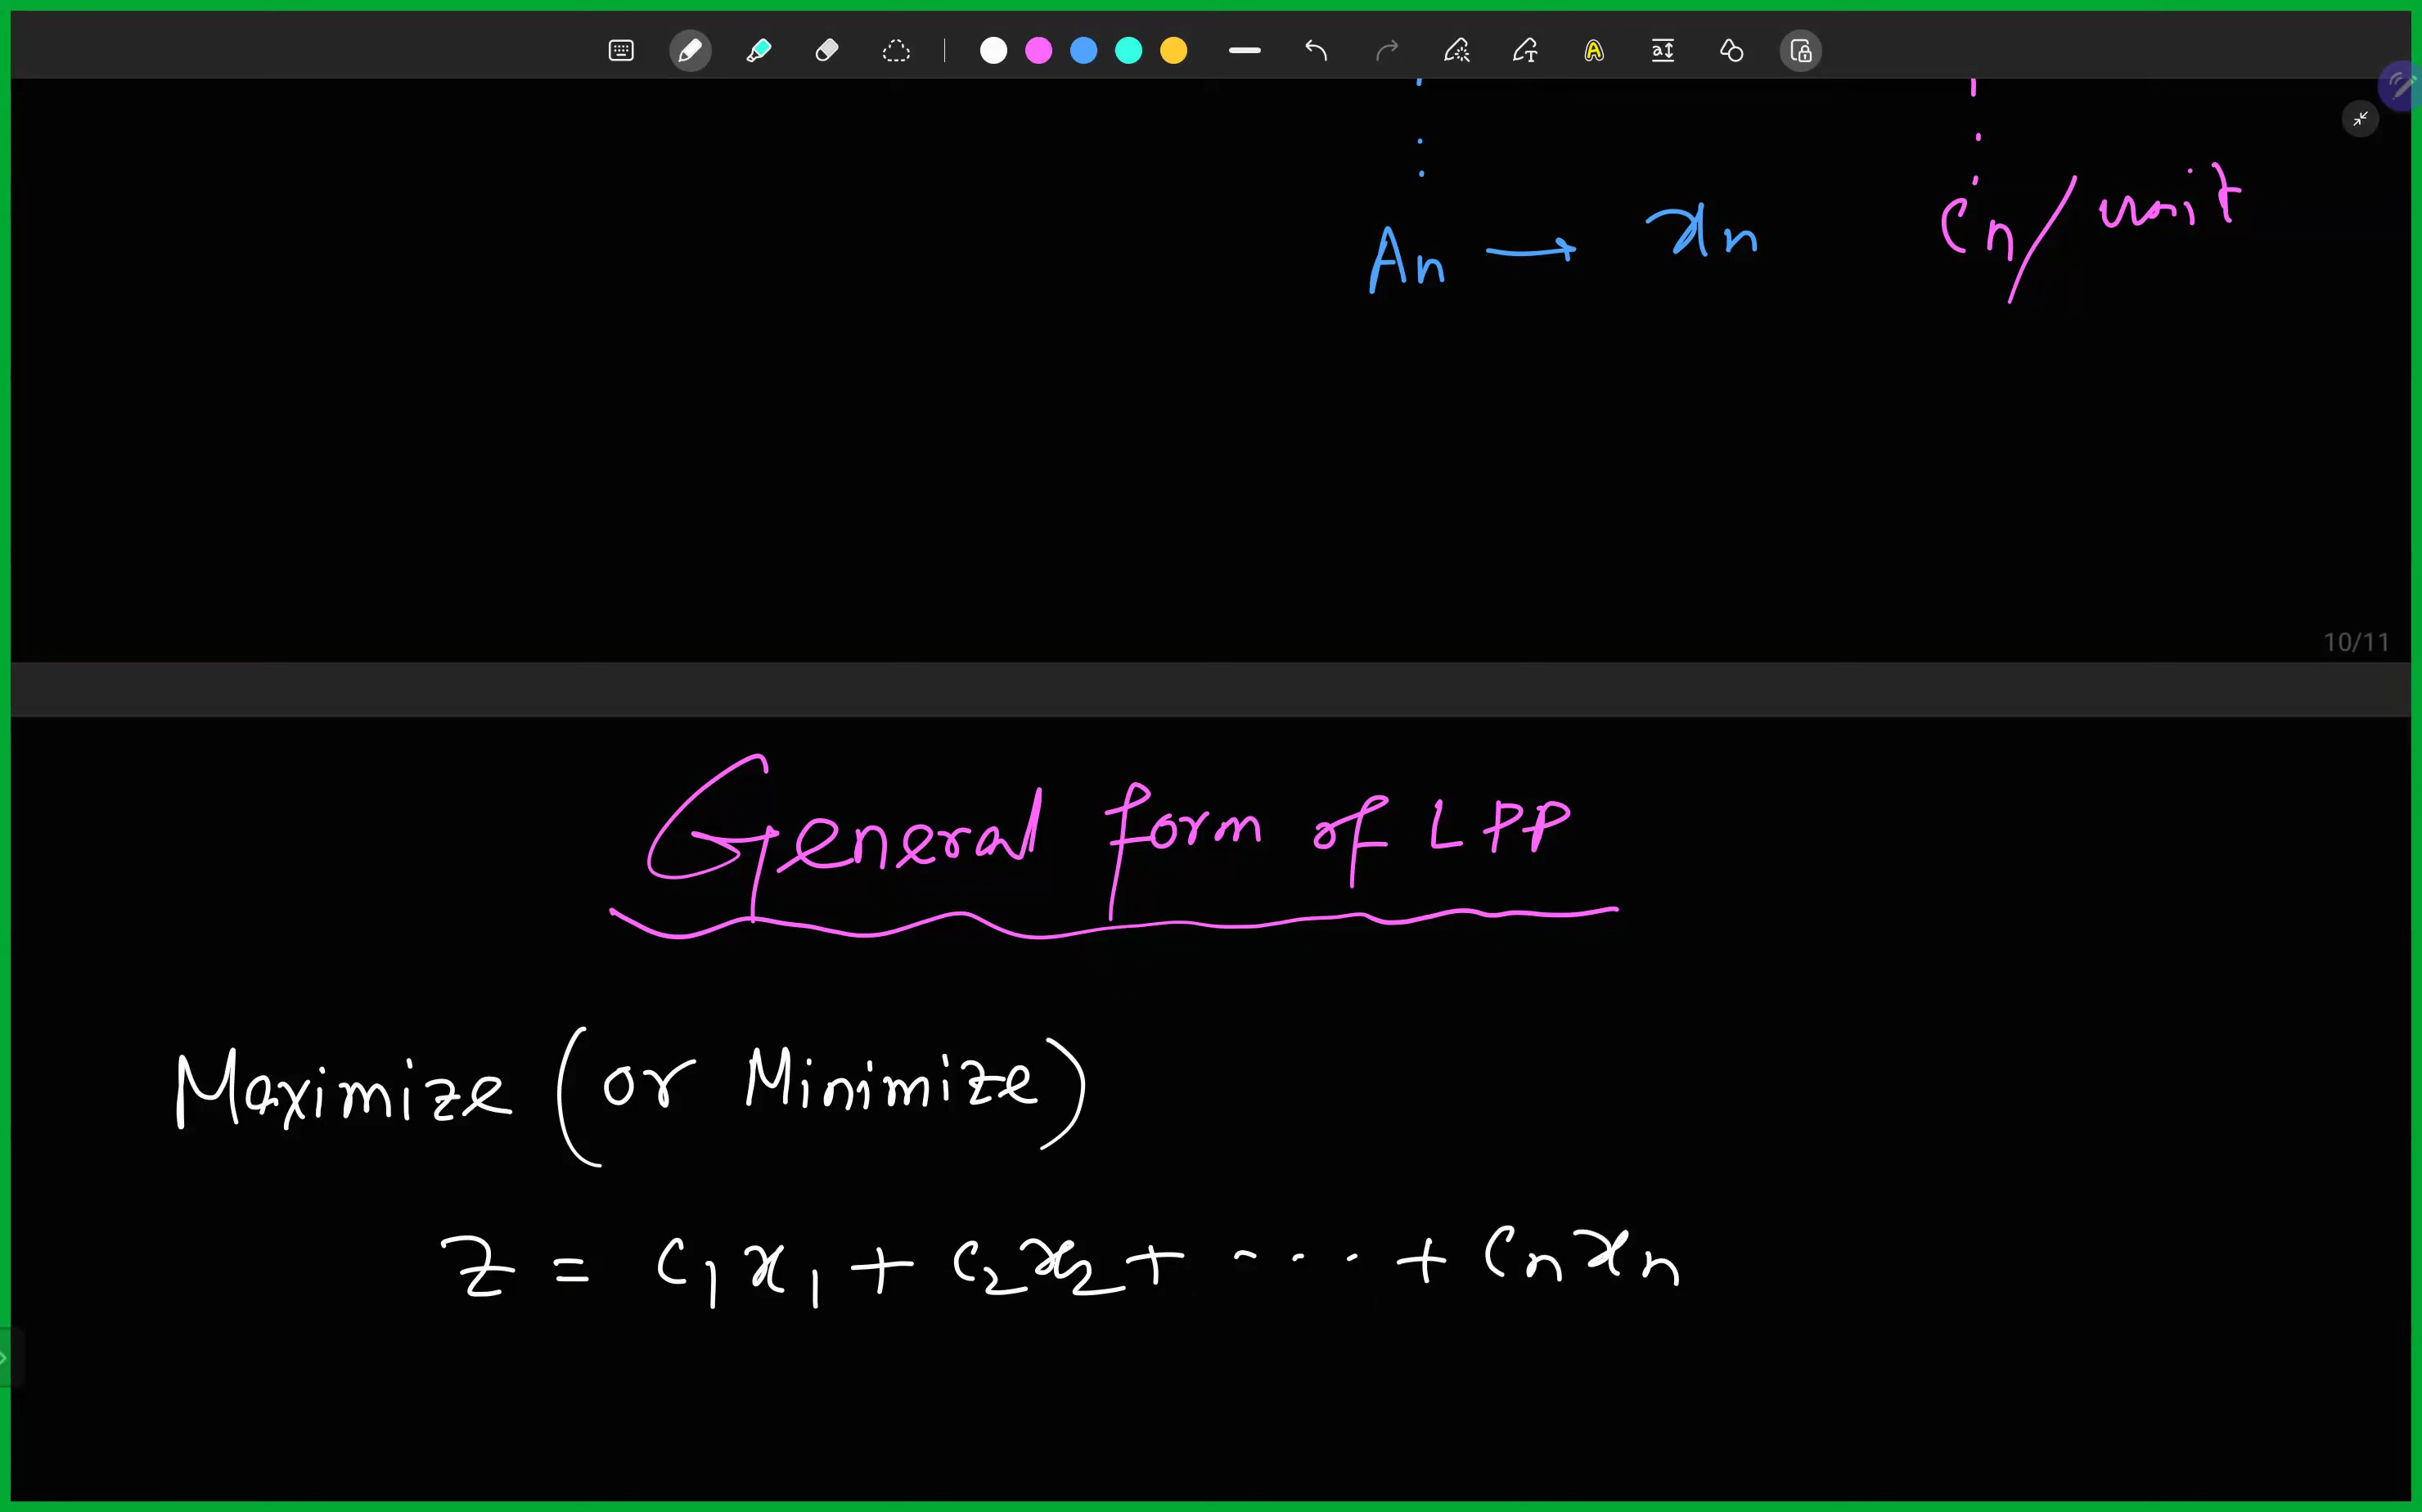 An → xn Cn/unit
10/11
General form of LPP
Maximize (or Minimize)
Z = C1x1 + C2x2 + ... + Cnxn